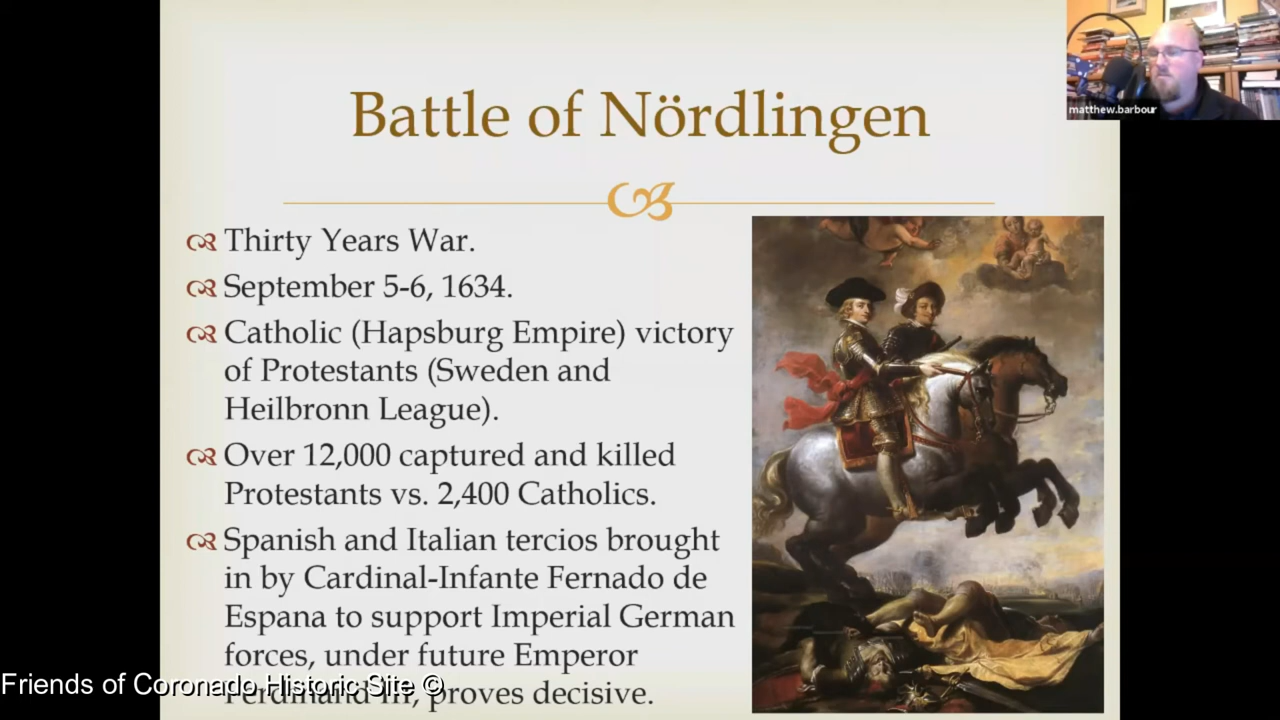 matthew.barbour
Battle of Nördlingen
Thirty Years War.
September 5-6, 1634.
Catholic (Hapsburg Empire) victory
of Protestants (Sweden and
Heilbronn League).
Over 12,000 captured and killed
Protestants vs. 2,400 Catholics.
Spanish and Italian tercios brought
in by Cardinal-Infante Fernado de
Espana to support Imperial German
forces, under future Emperor
Ferdinand III, proves decisive.
Friends of Coronado Historic Site ©